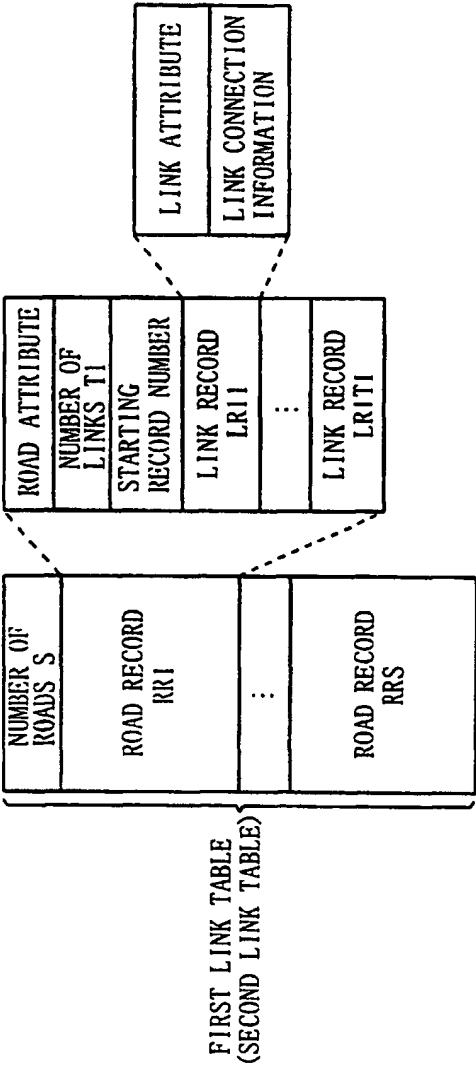 FIRST LINK TABLE
(SECOND LINK TABLE)
NUMBER OF
ROADS S
ROAD RECORD
RR1
⋮
ROAD RECORD
RRS
ROAD ATTRIBUTE
NUMBER OF
LINKS T1
STARTING
RECORD NUMBER
LINK RECORD
LR11
⋮
LINK RECORD
LR1T1
LINK ATTRIBUTE
LINK CONNECTION
INFORMATION